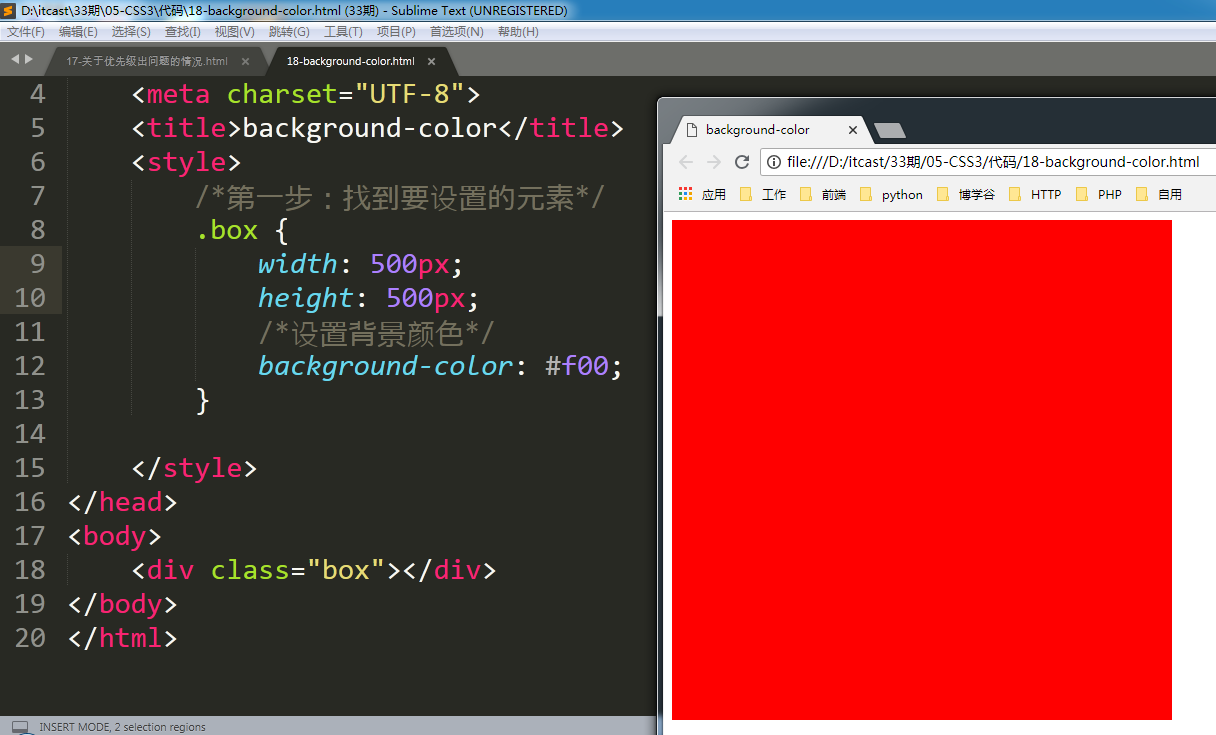 D:\itcast\33期\05-CSS3\代码\18-background-color.html (33期) - Sublime Text (UNREGISTERED)
文件(F) 编辑(E) 选择(S) 查找(I) 视图(V) 跳转(G) 工具(T) 项目(P) 首选项(N) 帮助(H)
17-关于优先级出问题的情况.html × 18-background-color.html ×
4 <meta charset="UTF-8">
5 <title>background-color</title>
6 <style>
7 /*第一步：找到要设置的元素*/
8 .box {
9 width: 500px;
10 height: 500px;
11 /*设置背景颜色*/
12 background-color: #f00;
13 }
14
15 </style>
16 </head>
17 <body>
18 <div class="box"></div>
19 </body>
20 </html>
INSERT MODE, 2 selection regions
background-color ×
file:///D:/itcast/33期/05-CSS3/代码/18-background-color.html
应用 工作 前端 python 博学谷 HTTP PHP 自用